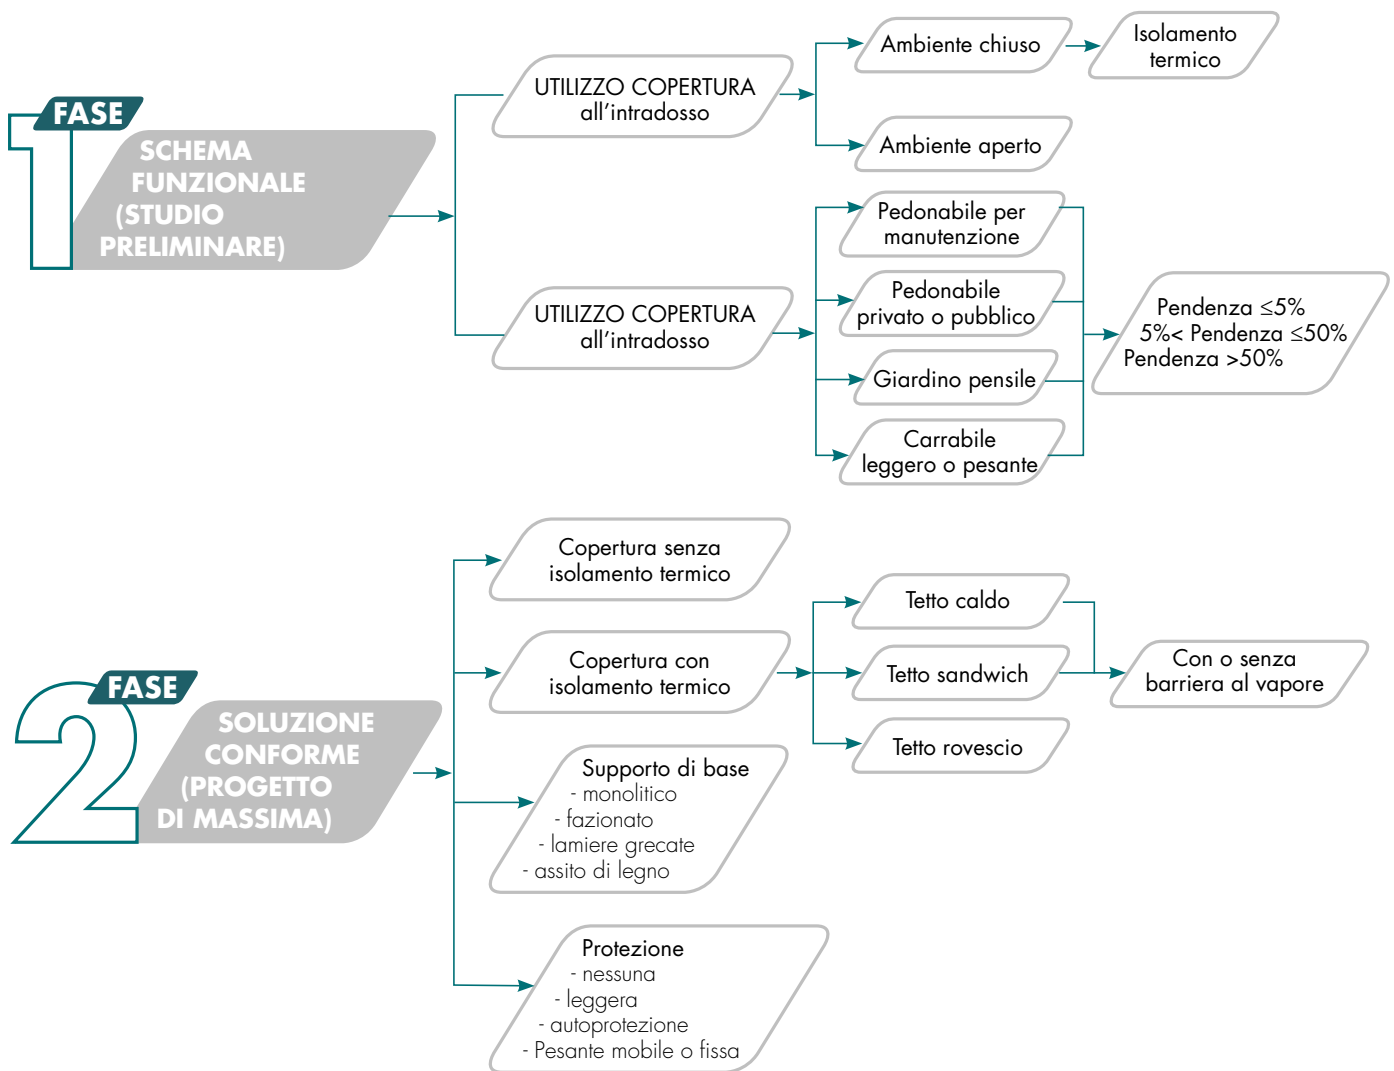 1
FASE
SCHEMA
FUNZIONALE
(STUDIO
PRELIMINARE)
UTILIZZO COPERTURA
all'intradosso
Ambiente chiuso
Isolamento
termico
Ambiente aperto
UTILIZZO COPERTURA
all'intradosso
Pedonabile per
manutenzione
Pedonabile
privato o pubblico
Giardino pensile
Carrabile
leggero o pesante
Pendenza ≤5%
5%< Pendenza ≤50%
Pendenza >50%
2
FASE
SOLUZIONE
CONFORME
(PROGETTO
DI MASSIMA)
Copertura senza
isolamento termico
Copertura con
isolamento termico
Tetto caldo
Tetto sandwich
Tetto rovescio
Con o senza
barriera al vapore
Supporto di base
- monolitico
- fazionato
- lamiere grecate
- assito di legno
Protezione
- nessuna
- leggera
- autoprotezione
- Pesante mobile o fissa